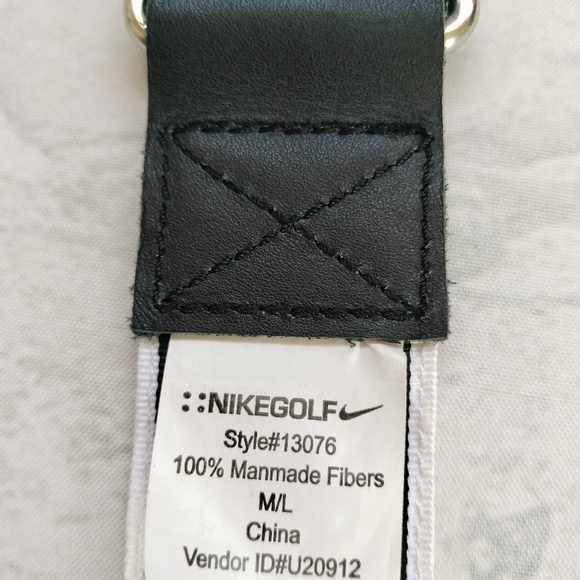 ::NIKEGOLF
Style#13076
100% Manmade Fibers
M/L
China
Vendor ID#U20912